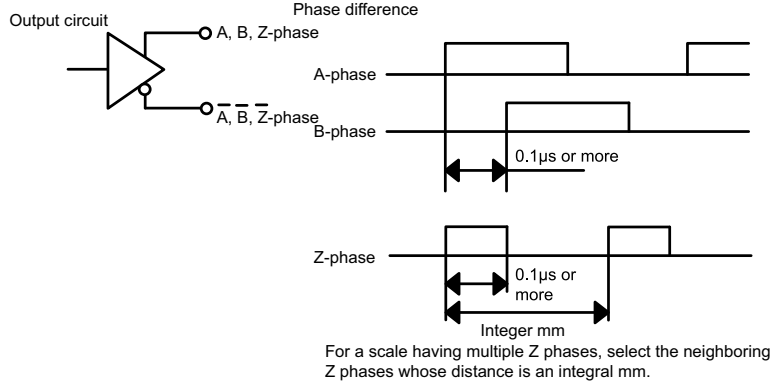 Output circuit
A, B, Z-phase
A, B, Z-phase
Phase difference
A-phase
B-phase
0.1μs or more
Z-phase
0.1μs or
more
Integer mm
For a scale having multiple Z phases, select the neighboring
Z phases whose distance is an integral mm.